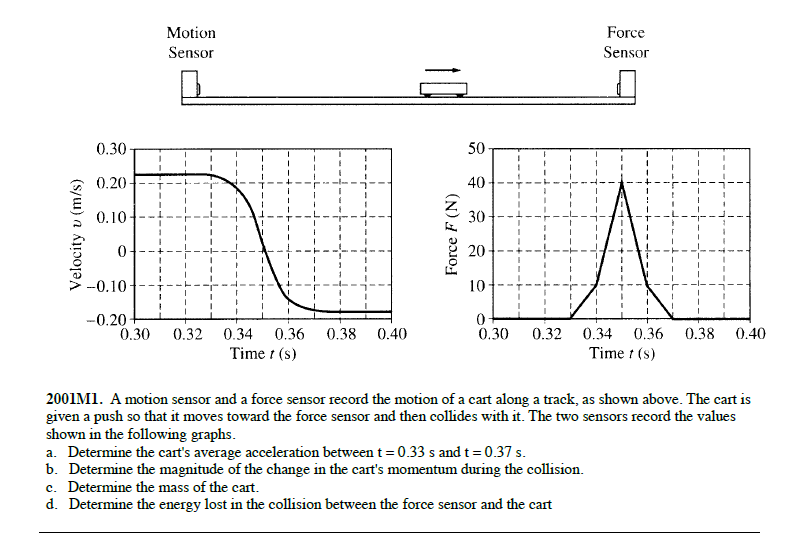 Motion
Sensor
Force
Sensor
0.30
0.20
0.10
0
−0.10
−0.20
Velocity υ (m/s)
0.30 0.32 0.34 0.36 0.38 0.40
Time t (s)
50
40
30
20
10
0
Force F (N)
0.30 0.32 0.34 0.36 0.38 0.40
Time t (s)
2001M1. A motion sensor and a force sensor record the motion of a cart along a track, as shown above. The cart is
given a push so that it moves toward the force sensor and then collides with it. The two sensors record the values
shown in the following graphs.
a. Determine the cart's average acceleration between t = 0.33 s and t = 0.37 s.
b. Determine the magnitude of the change in the cart's momentum during the collision.
c. Determine the mass of the cart.
d. Determine the energy lost in the collision between the force sensor and the cart